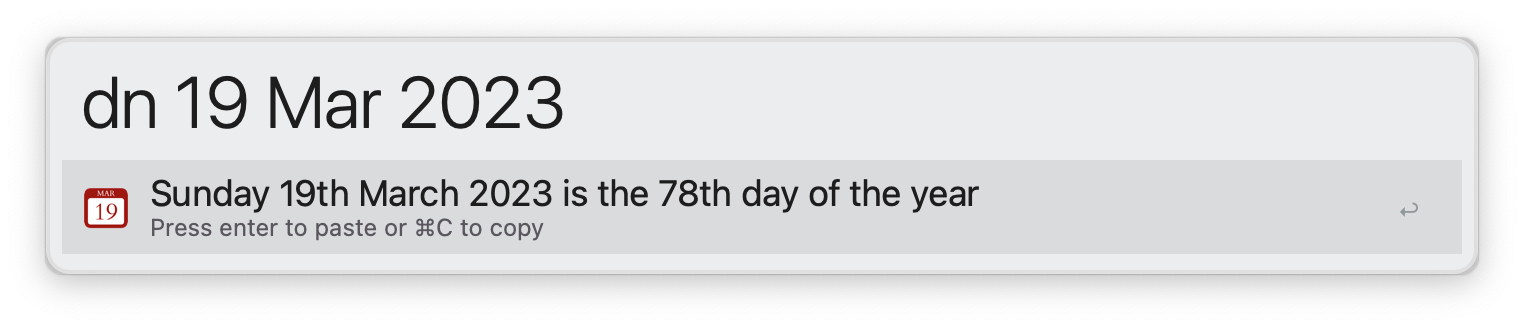 dn 19 Mar 2023
MAR
19
Sunday 19th March 2023 is the 78th day of the year
Press enter to paste or ⌘C to copy